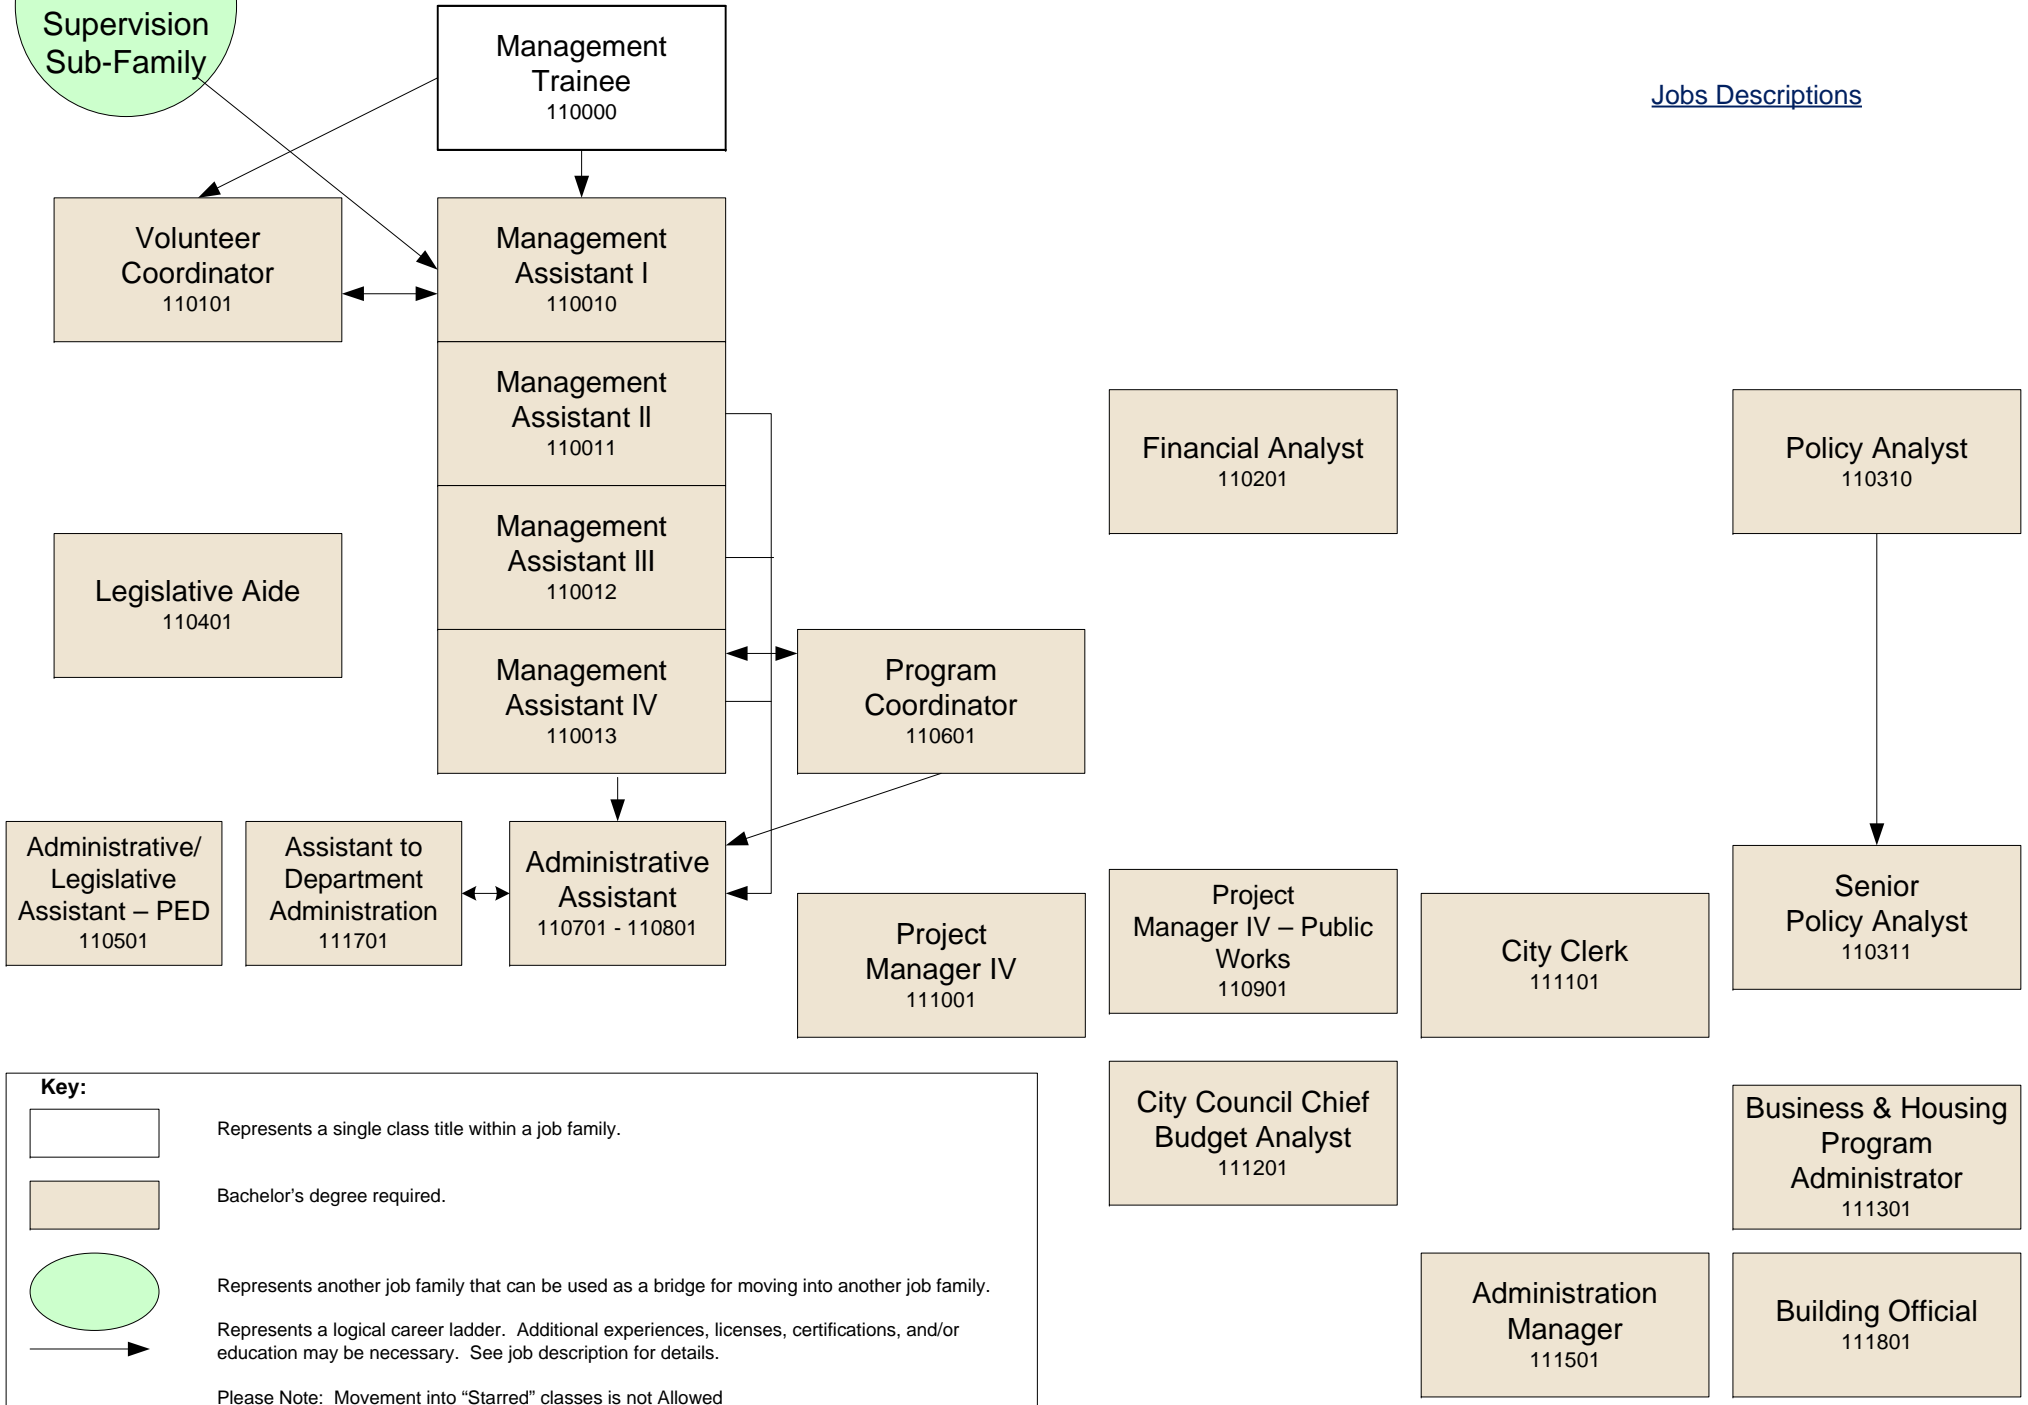 Supervision
Sub-Family
Management
Trainee
110000
Jobs Descriptions
Volunteer
Coordinator
110101
Management
Assistant I
110010
Management
Assistant II
110011
Financial Analyst
110201
Policy Analyst
110310
Management
Assistant III
110012
Legislative Aide
110401
Management
Assistant IV
110013
Program
Coordinator
110601
Administrative/
Legislative
Assistant – PED
110501
Assistant to
Department
Administration
111701
Administrative
Assistant
110701 - 110801
Project
Manager IV
111001
Project
Manager IV – Public
Works
110901
City Clerk
111101
Senior
Policy Analyst
110311
City Council Chief
Budget Analyst
111201
Business & Housing
Program
Administrator
111301
Administration
Manager
111501
Building Official
111801
Key:
Represents a single class title within a job family.
Bachelor’s degree required.
Represents another job family that can be used as a bridge for moving into another job family.
Represents a logical career ladder.  Additional experiences, licenses, certifications, and/or
education may be necessary.  See job description for details.
Please Note:  Movement into “Starred” classes is not Allowed